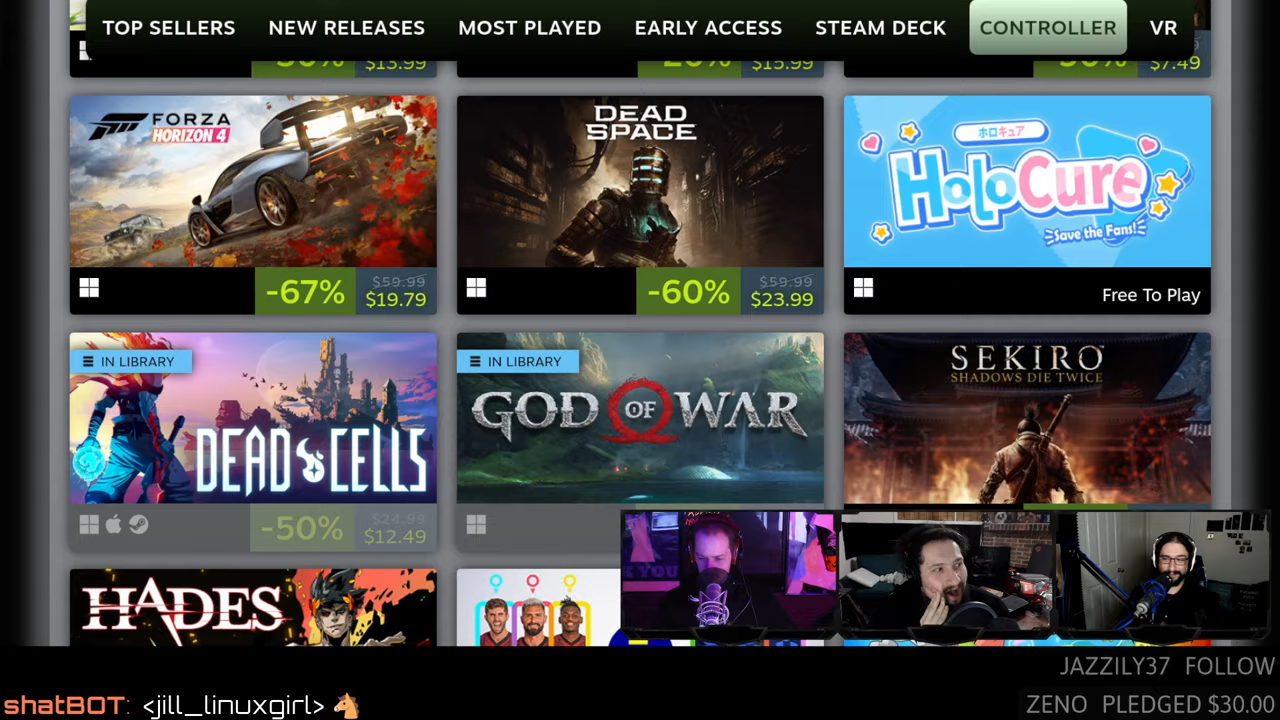 TOP SELLERS NEW RELEASES MOST PLAYED EARLY ACCESS STEAM DECK CONTROLLER VR
$13.99 $15.99 $7.49
FORZA
HORIZON 4
-67%
$59.99
$19.79
DEAD
SPACE
-60%
$59.99
$23.99
ホロキュア
HoloCure
Save the Fans!
Free To Play
IN LIBRARY
DEAD CELLS
-50%
$24.99
$12.49
IN LIBRARY
GOD OF WAR
SEKIRO
SHADOWS DIE TWICE
HADES
JAZZILY37 FOLLOW
shatBOT: <jill_linuxgirl> 🐴
ZENO PLEDGED $30.00